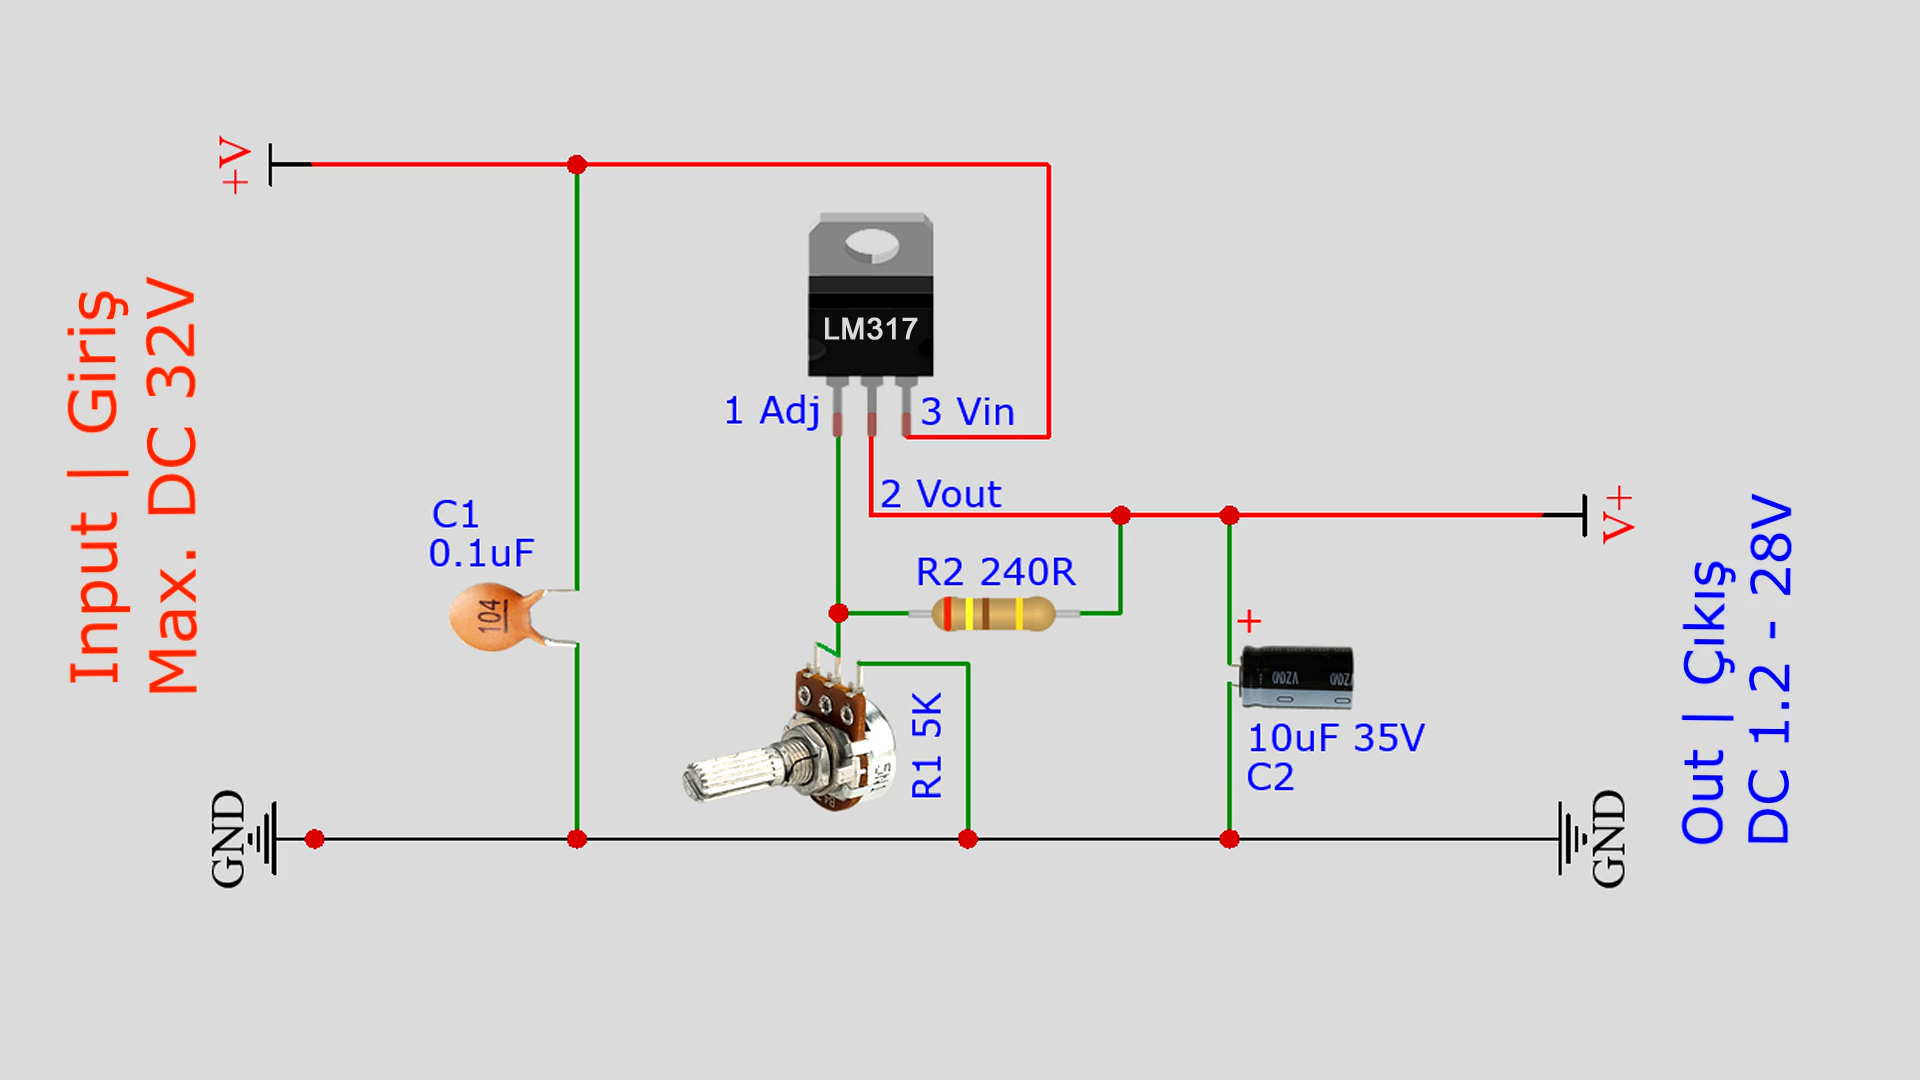 Input | Giriş
Max. DC 32V
+V
GND
C1
0.1uF
104
LM317
1 Adj
3 Vin
2 Vout
R2 240R
R1 5K
+
10uF 35V
C2
V+
GND
Out | Çıkış
DC 1.2 - 28V